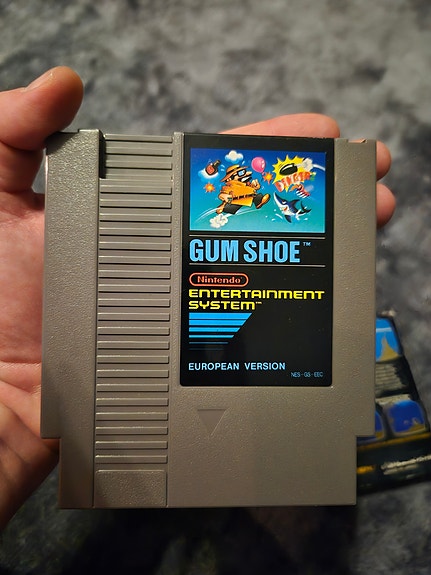 GUM SHOE™
Nintendo
ENTERTAINMENT
SYSTEM™
EUROPEAN VERSION
NES-GS-EEC